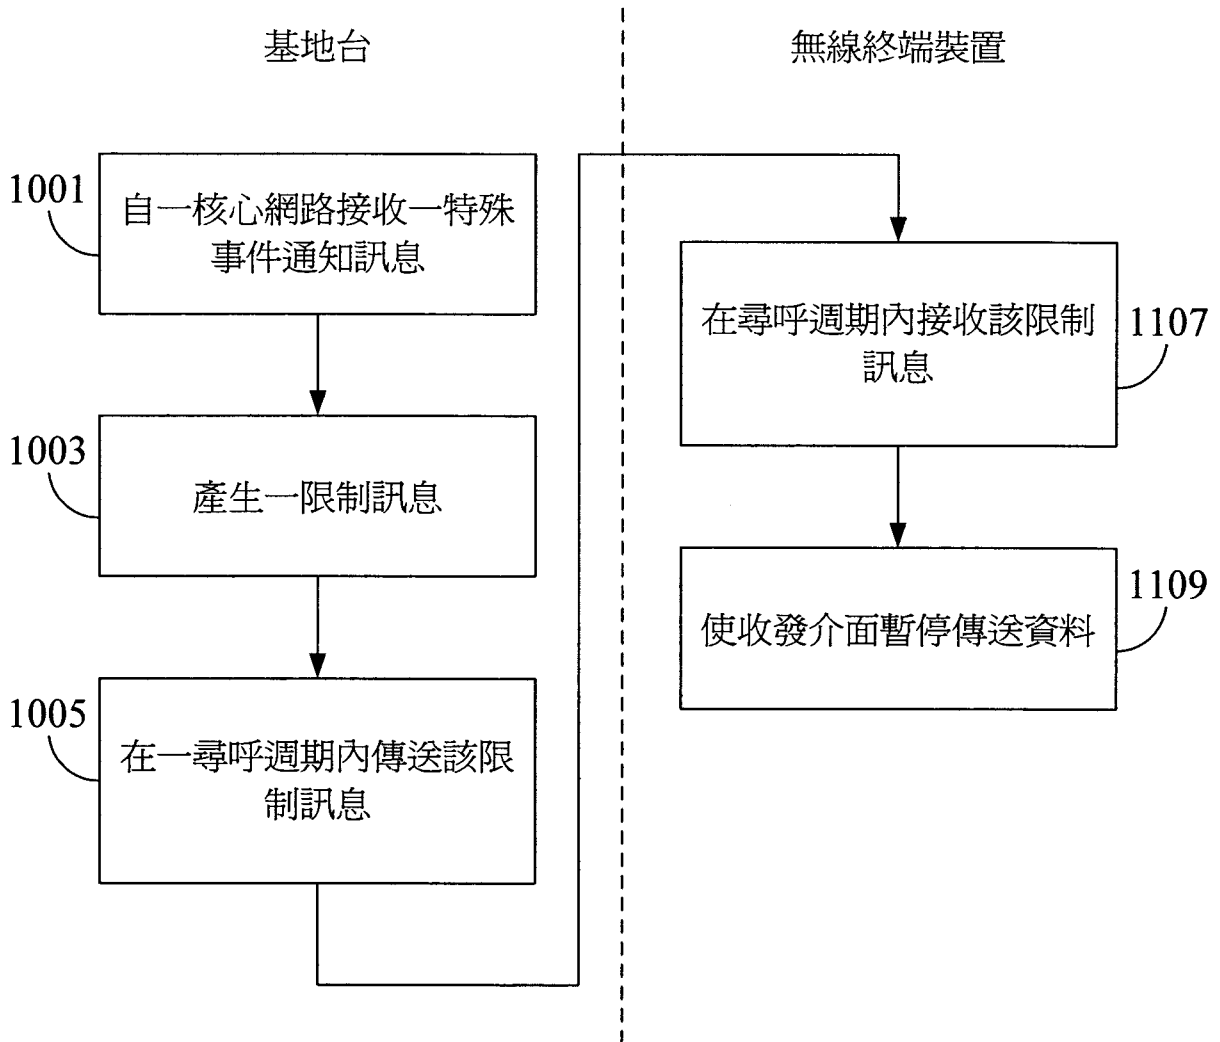 基地台
1001
自一核心網路接收一特殊
事件通知訊息
1003
產生一限制訊息
1005
在一尋呼週期內傳送該限
制訊息
無線終端裝置
1107
在尋呼週期內接收該限制
訊息
1109
使收發介面暫停傳送資料